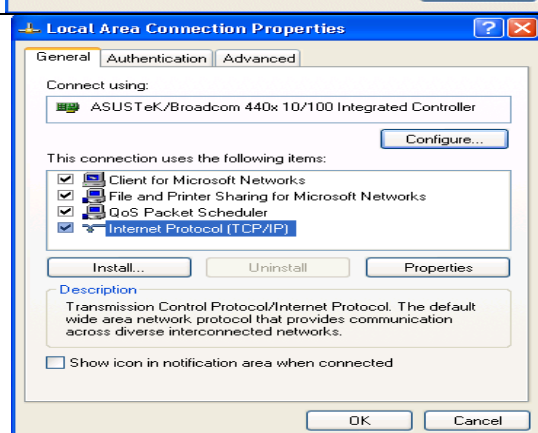 Local Area Connection Properties
General Authentication Advanced
Connect using:
ASUSTeK/Broadcom 440x 10/100 Integrated Controller
Configure...
This connection uses the following items:
Client for Microsoft Networks
File and Printer Sharing for Microsoft Networks
QoS Packet Scheduler
Internet Protocol (TCP/IP)
Install... Uninstall Properties
Description
Transmission Control Protocol/Internet Protocol. The default
wide area network protocol that provides communication
across diverse interconnected networks.
Show icon in notification area when connected
OK Cancel